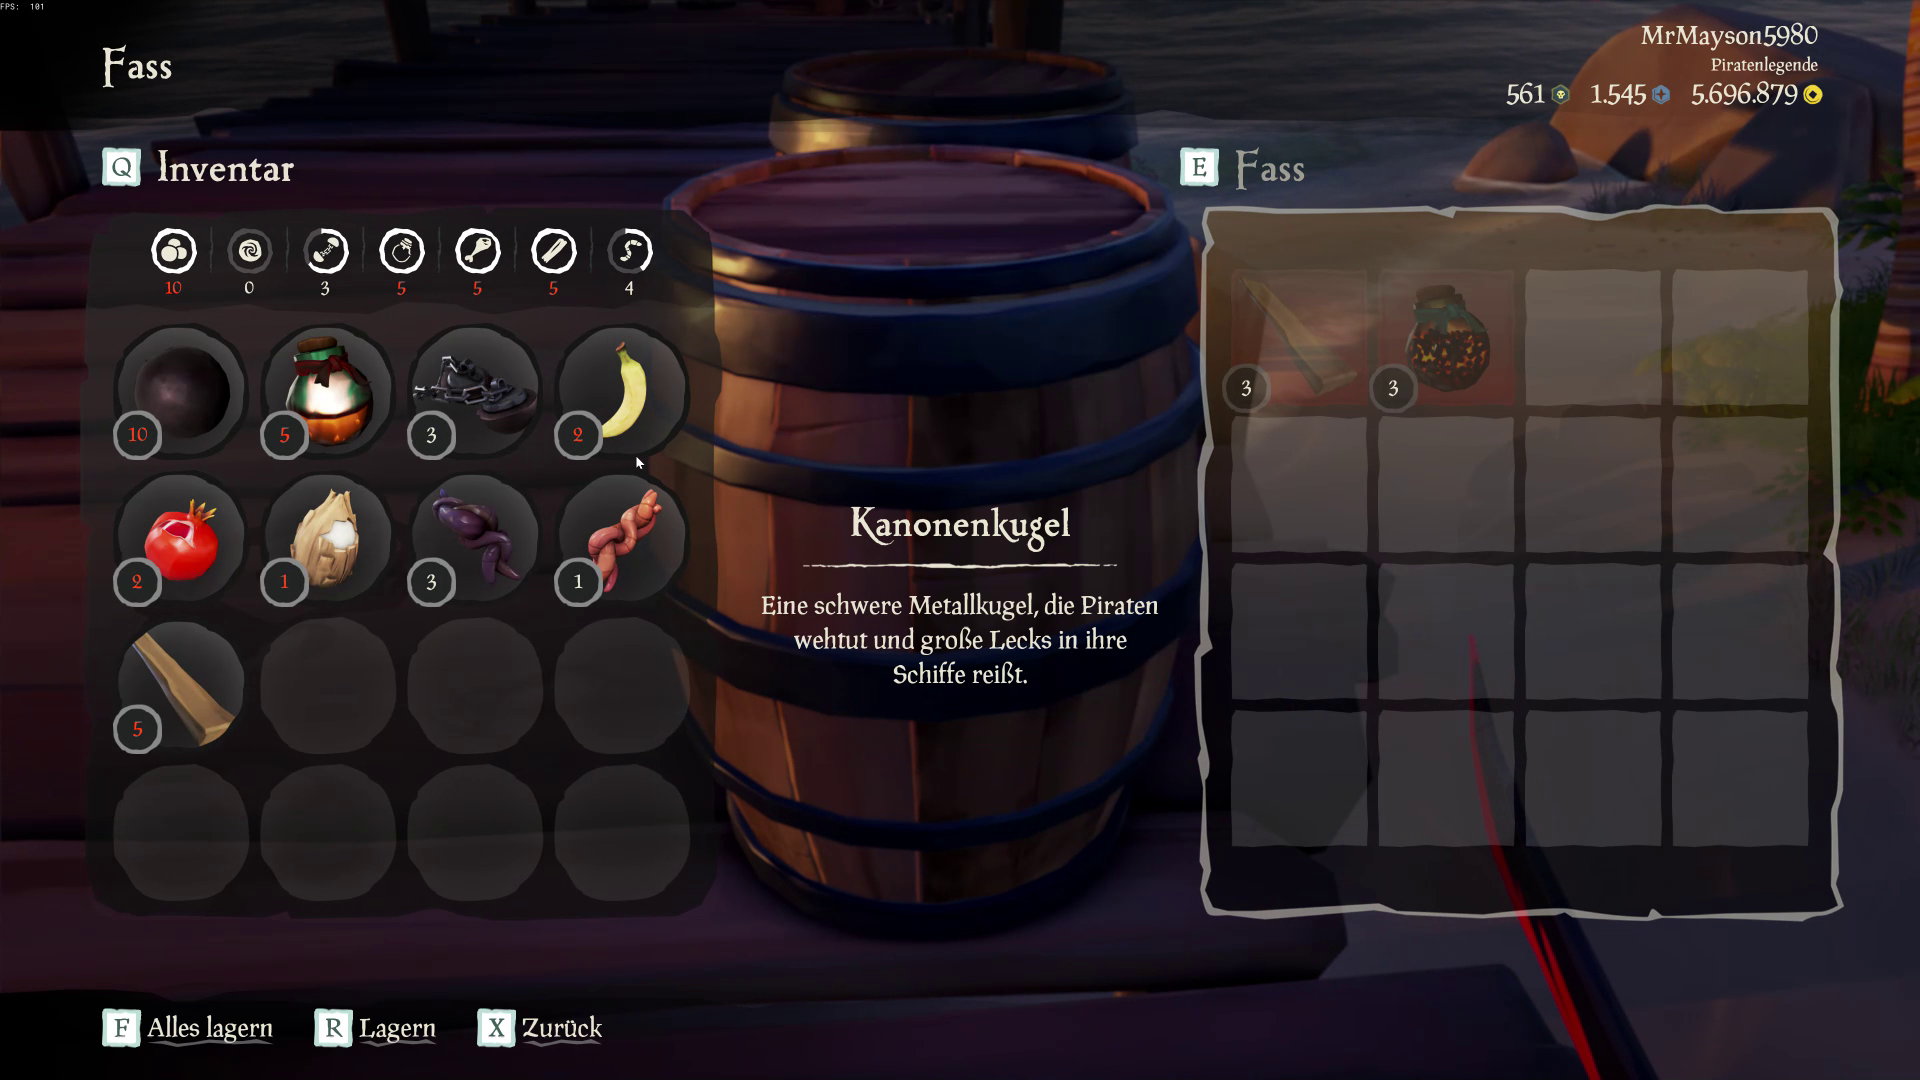 FPS: 101
Fass
MrMayson5980
Piratenlegende
561 1.545 5.696.879
Q Inventar
E Fass
10 0 3 5 5 5 4
10 5 3 2
3 3
2 1 3 1
5
Kanonenkugel
Eine schwere Metallkugel, die Piraten
wehtut und große Lecks in ihre
Schiffe reißt.
F Alles lagern R Lagern X Zurück